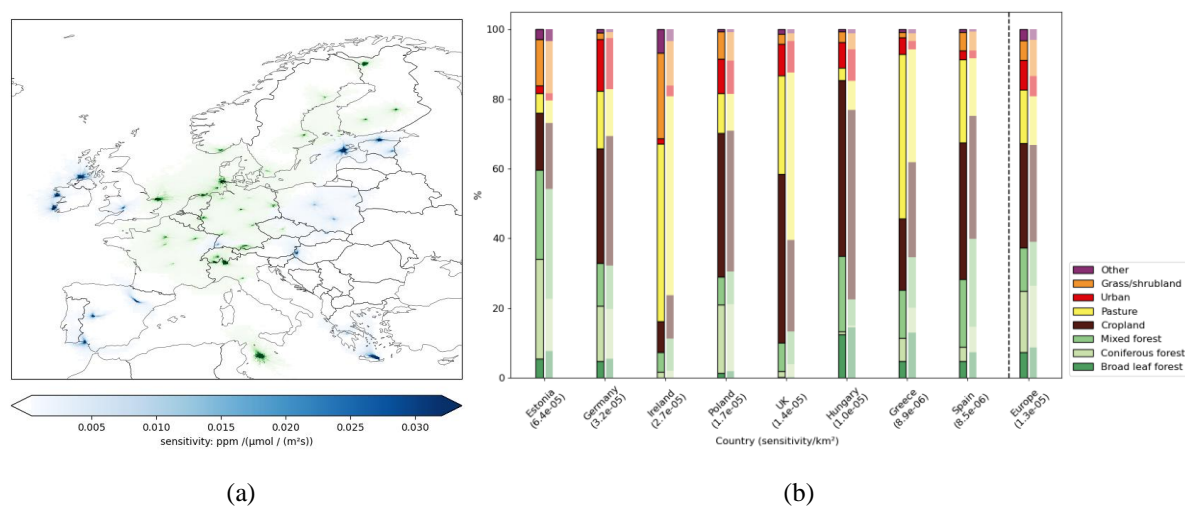 0.005 0.010 0.015 0.020 0.025 0.030
sensitivity: ppm /(μmol / (m²s))
(a)
100
80
60
40
20
0
%
Estonia
(6.4e-05)
Germany
(3.2e-05)
Ireland
(2.7e-05)
Poland
(1.7e-05)
UK
(1.4e-05)
Hungary
(1.0e-05)
Greece
(8.9e-06)
Spain
(8.5e-06)
Europe
(1.3e-05)
Country (sensitivity/km²)
Other
Grass/shrubland
Urban
Pasture
Cropland
Mixed forest
Coniferous forest
Broad leaf forest
(b)